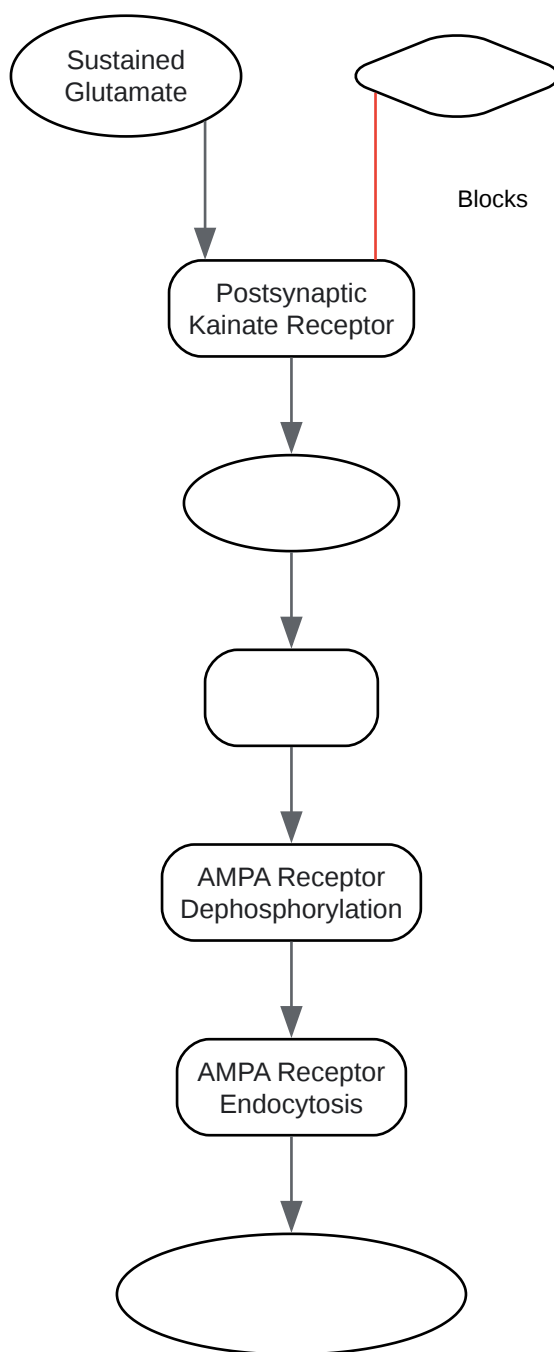 Sustained
Glutamate
Blocks
Postsynaptic
Kainate Receptor
AMPA Receptor
Dephosphorylation
AMPA Receptor
Endocytosis